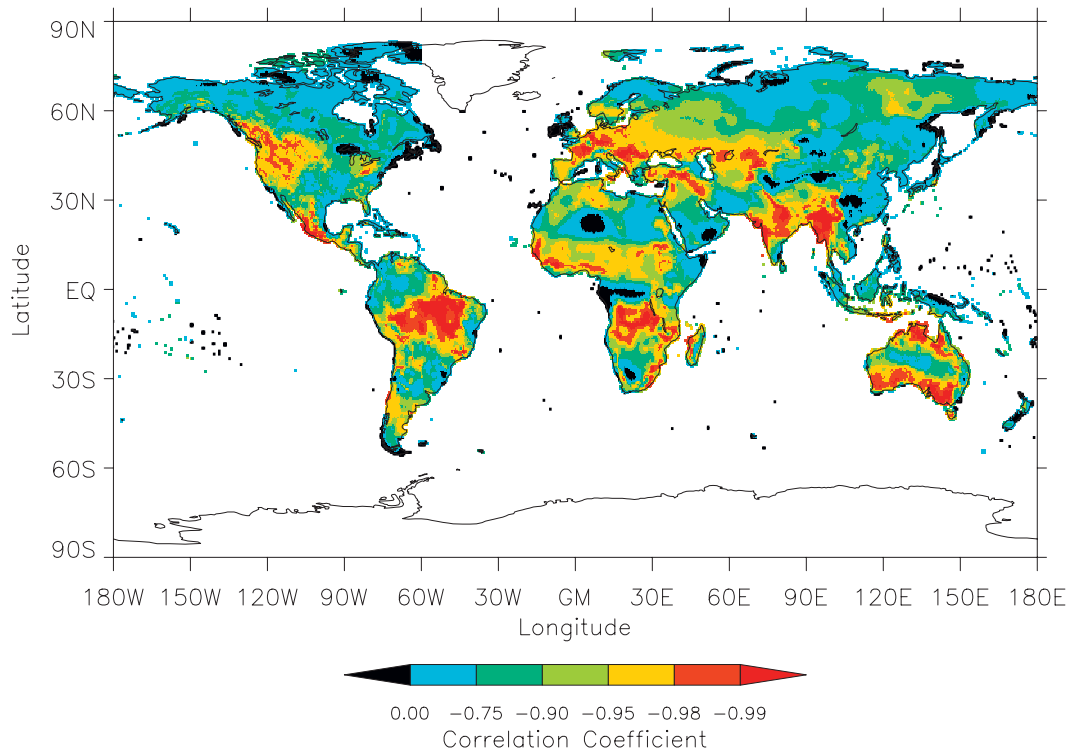 90N
60N
30N
EQ
30S
60S
90S
Latitude
180W 150W 120W 90W 60W 30W GM 30E 60E 90E 120E 150E 180E
Longitude
0.00 −0.75 −0.90 −0.95 −0.98 −0.99
Correlation Coefficient